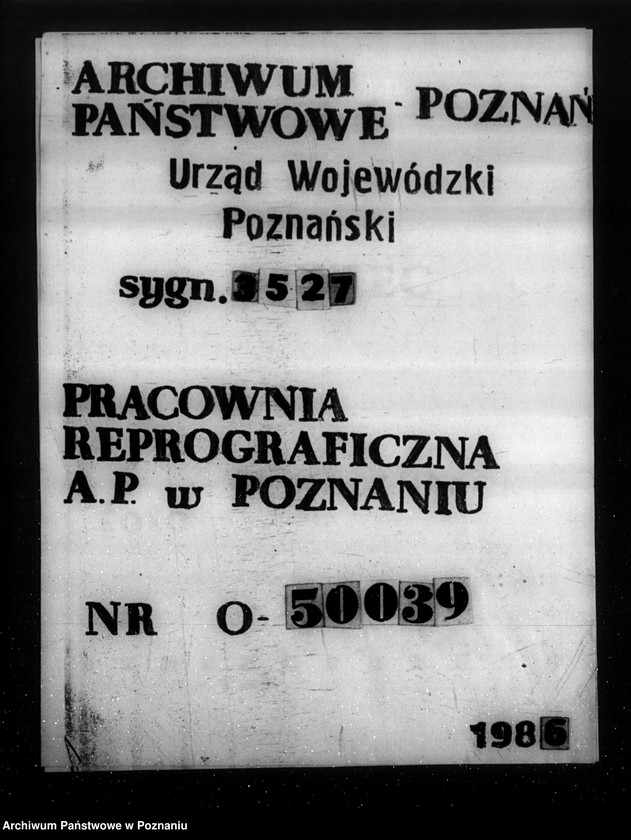 ARCHIWUM
PAŃSTWOWE - POZNAŃ
Urząd Wojewódzki
Poznański
sygn. 3527
PRACOWNIA
REPROGRAFICZNA
A.P. w POZNANIU
NR O-50039
1986
Archiwum Państwowe w Poznaniu